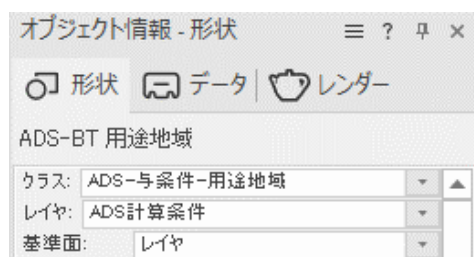 オブジェクト情報 - 形状 ?
形状 データ レンダー
ADS-BT 用途地域
クラス: ADS-与条件-用途地域
レイヤ: ADS計算条件
基準面: レイヤ